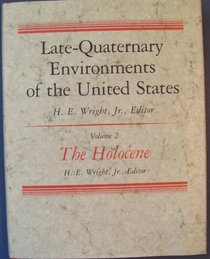 Late-Quaternary
Environments
of the United States
H. E. Wright, Jr., Editor
Volume 2
The Holocene
H. E. Wright, Jr., Editor